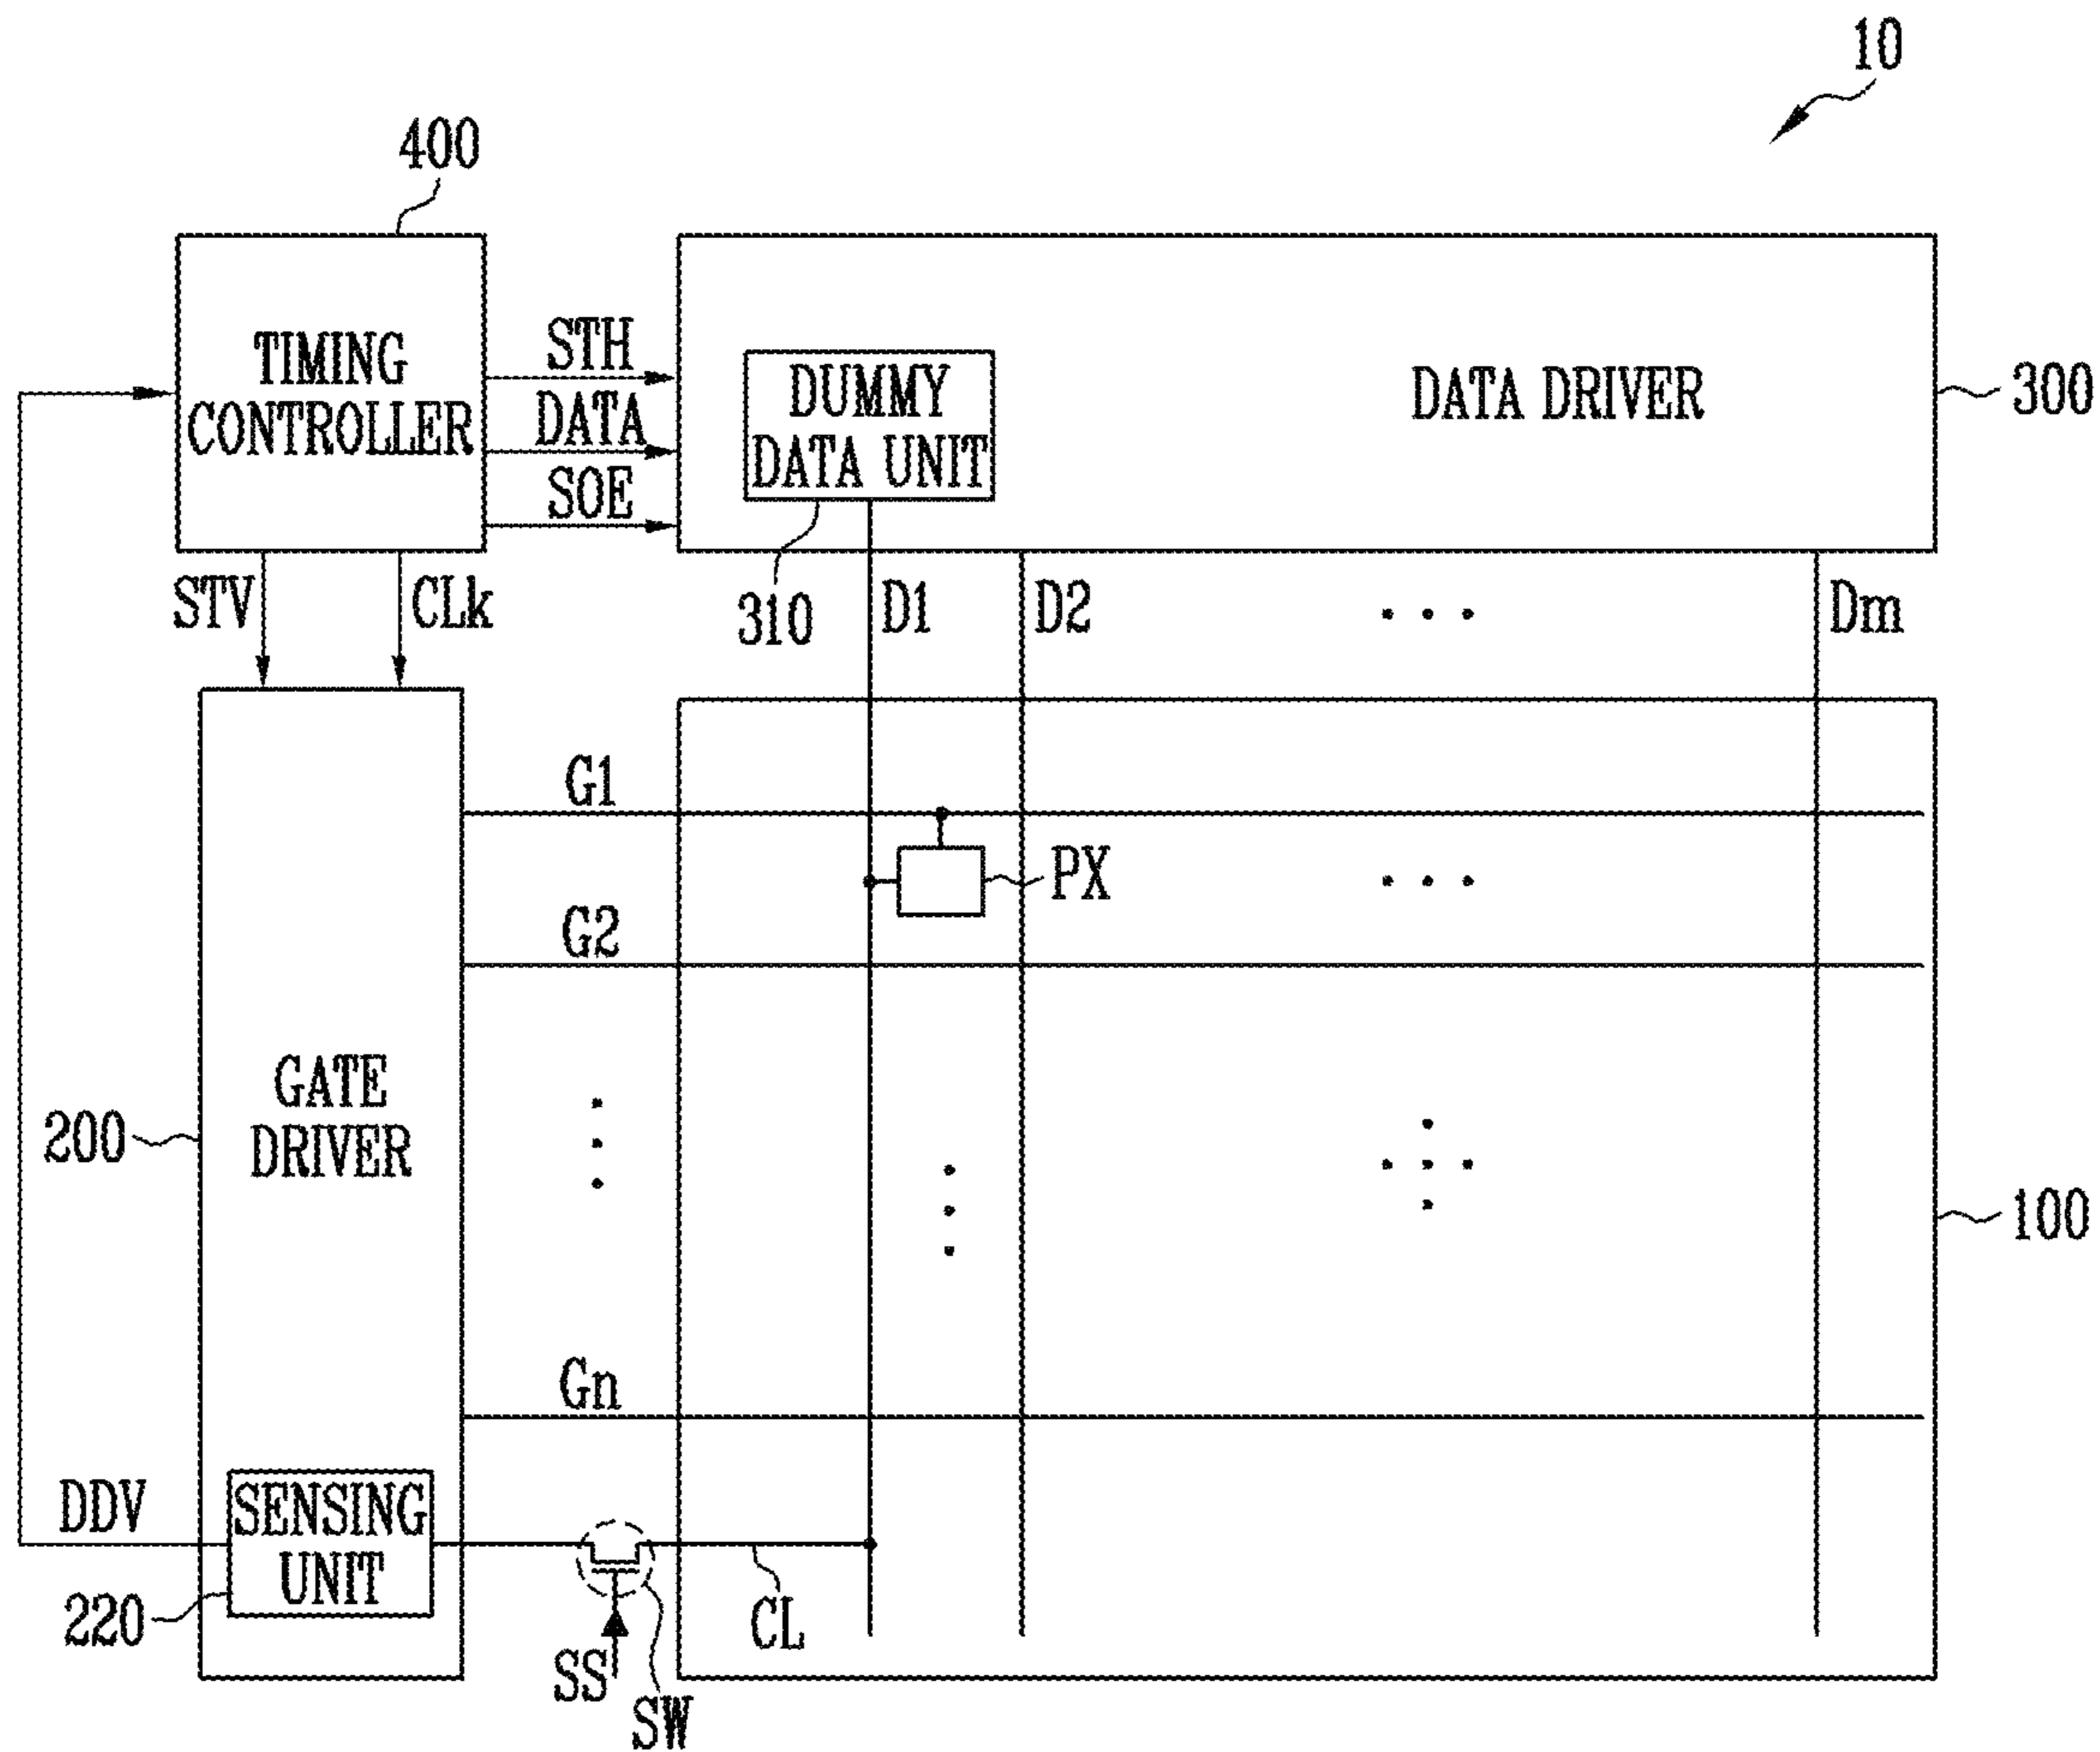 10
400
TIMING
CONTROLLER
STH
DATA
SOE
DUMMY
DATA UNIT
DATA DRIVER
300
STV
CLk
310
D1
D2
Dm
G1
PX
G2
GATE
DRIVER
200
100
Gn
DDV
SENSING
UNIT
220
CL
SS
SW